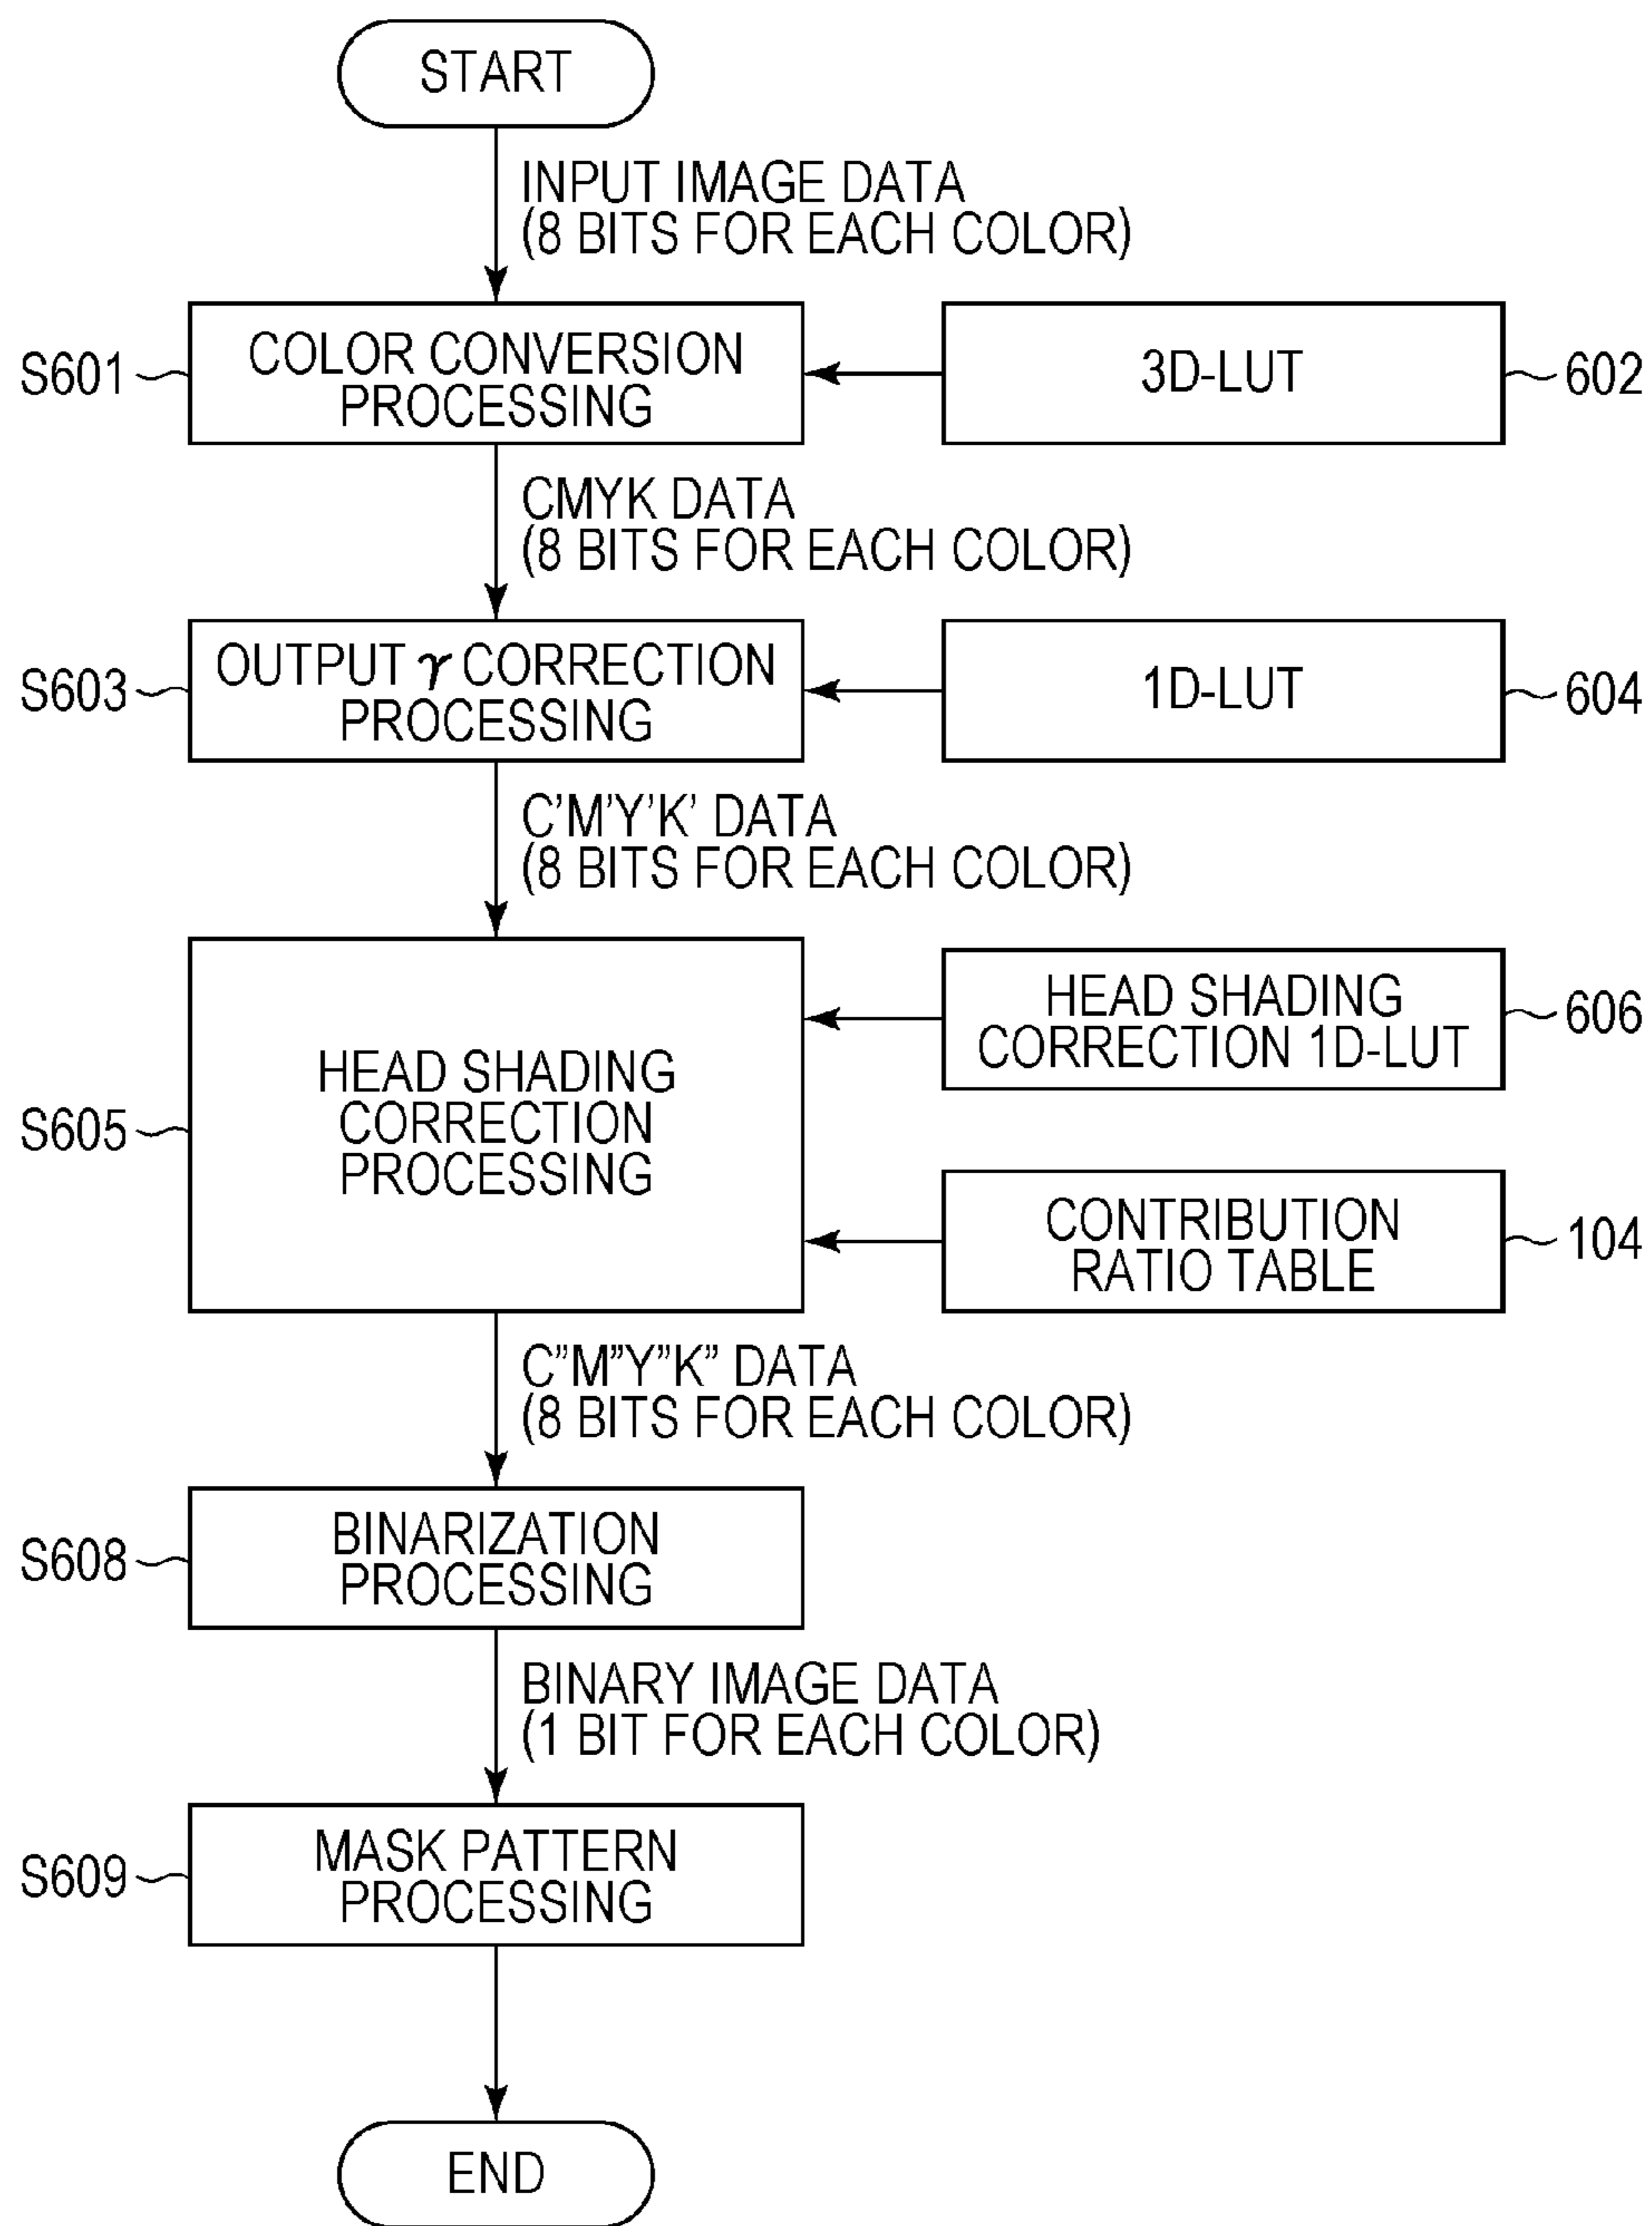 START
INPUT IMAGE DATA
(8 BITS FOR EACH COLOR)
S601
COLOR CONVERSION
PROCESSING
3D-LUT
602
CMYK DATA
(8 BITS FOR EACH COLOR)
S603
OUTPUT γ CORRECTION
PROCESSING
1D-LUT
604
C'M'Y'K' DATA
(8 BITS FOR EACH COLOR)
S605
HEAD SHADING
CORRECTION
PROCESSING
HEAD SHADING
CORRECTION 1D-LUT
606
CONTRIBUTION
RATIO TABLE
104
C”M”Y”K” DATA
(8 BITS FOR EACH COLOR)
S608
BINARIZATION
PROCESSING
BINARY IMAGE DATA
(1 BIT FOR EACH COLOR)
S609
MASK PATTERN
PROCESSING
END